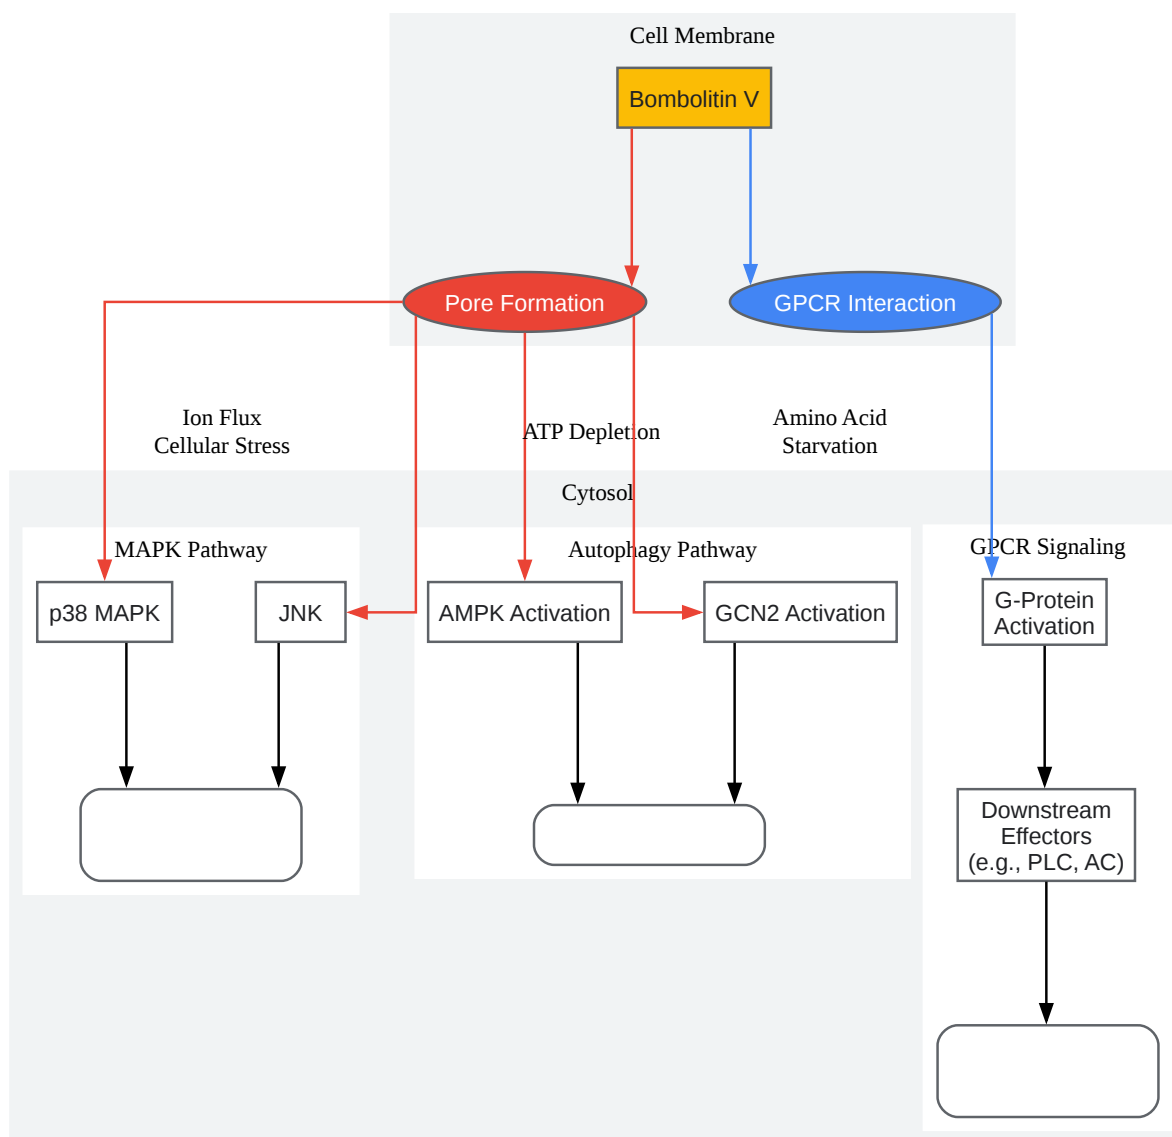 Cell Membrane
Bombolitin V
Pore Formation
GPCR Interaction
Ion Flux
Cellular Stress
ATP Depletion
Amino Acid
Starvation
Cytosol
MAPK Pathway
Autophagy Pathway
GPCR Signaling
p38 MAPK
JNK
AMPK Activation
GCN2 Activation
G-Protein
Activation
Downstream
Effectors
(e.g., PLC, AC)